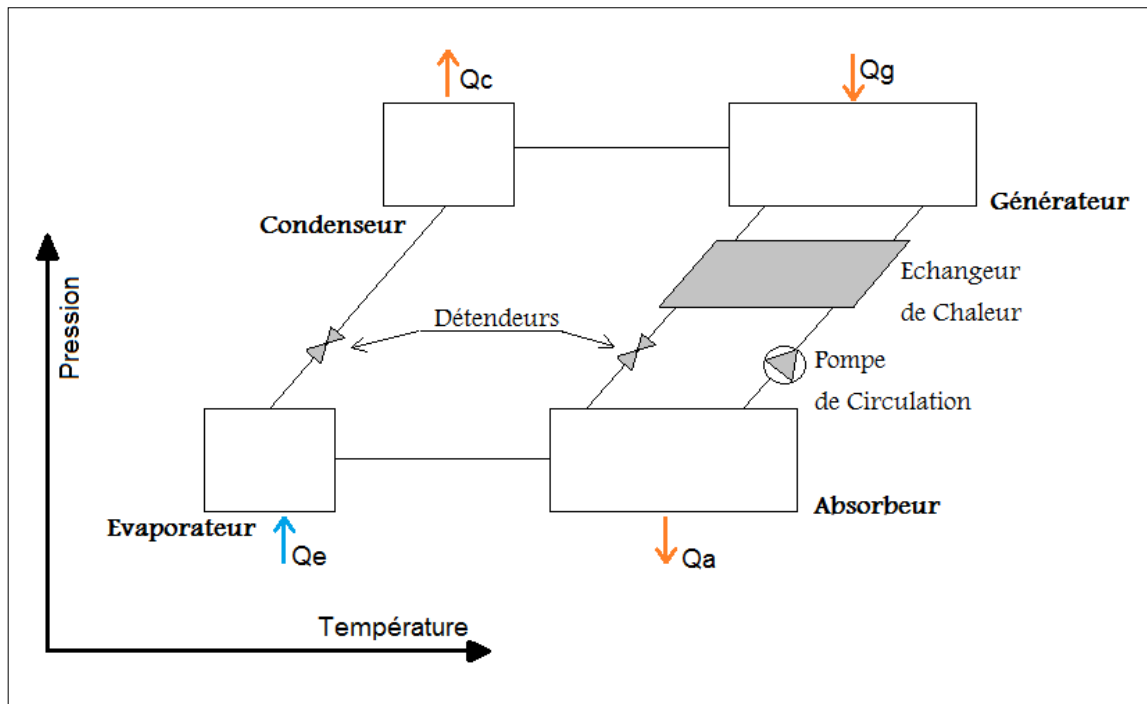 Qc
Qg
Condenseur
Générateur
Echangeur
de Chaleur
Pression
Détendeurs
Pompe
de Circulation
Evaporateur
Absorbeur
Qe
Qa
Température